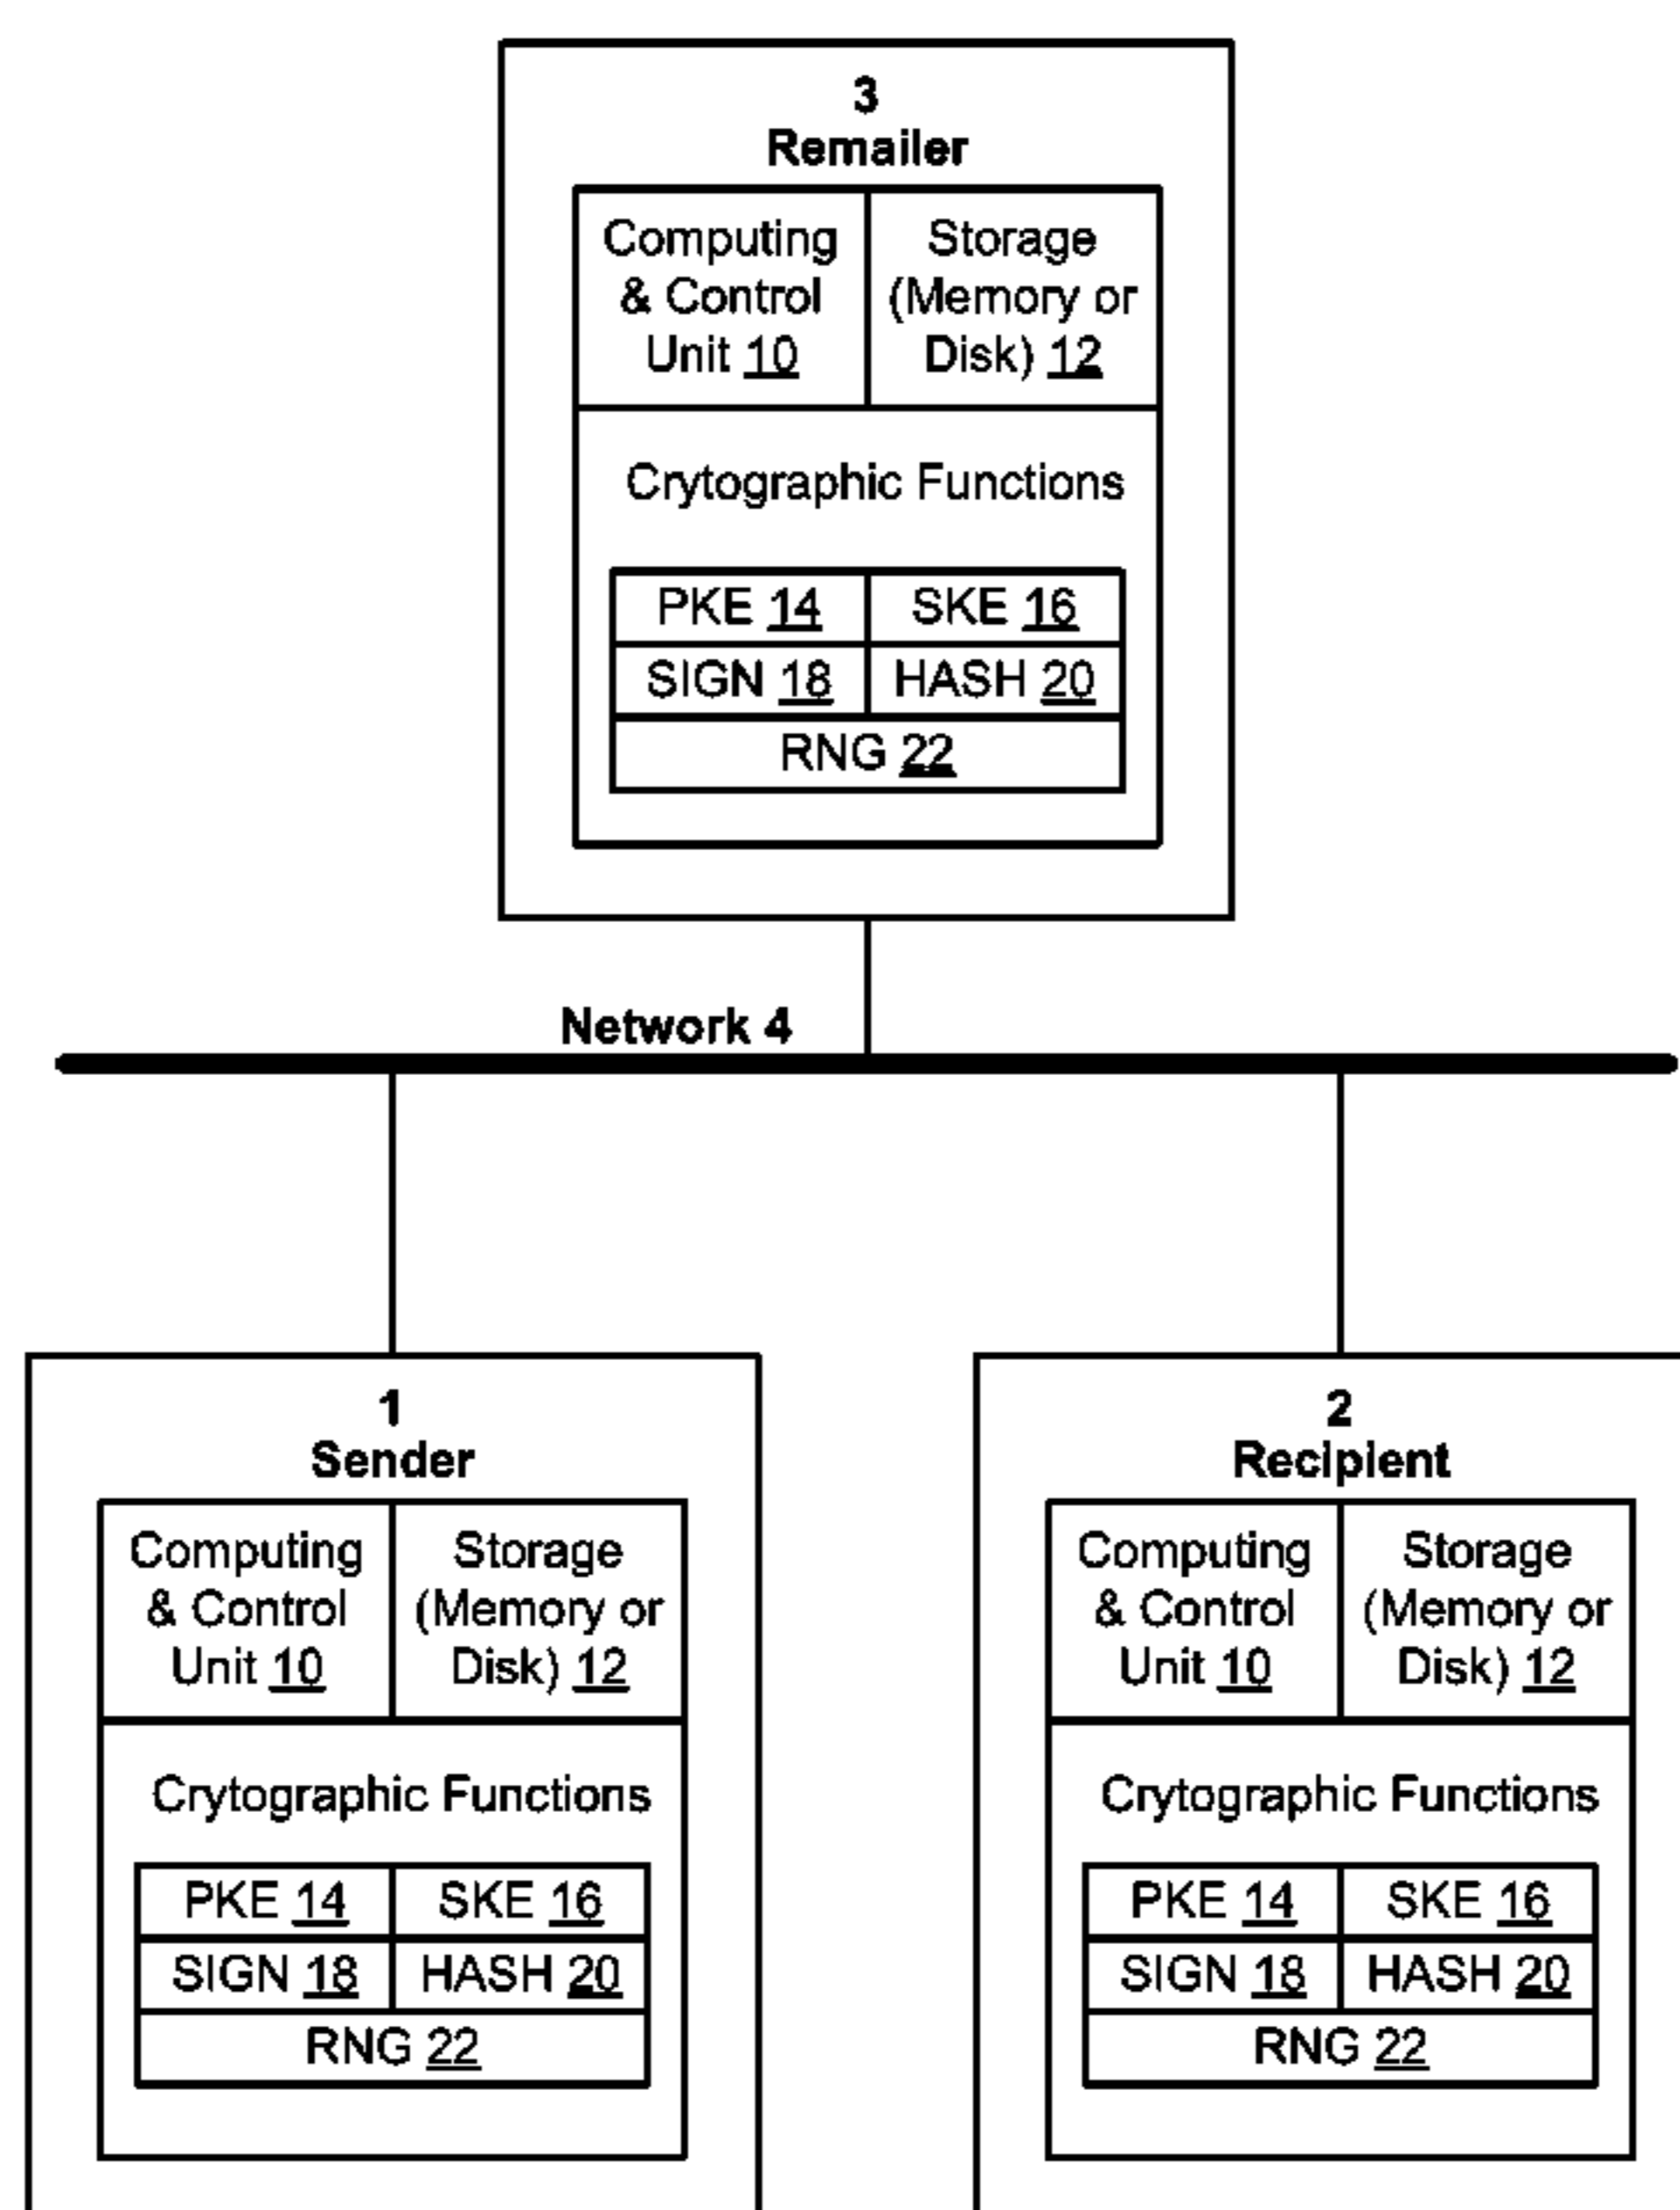 3
Remailer
Computing
& Control
Unit 10
Storage
(Memory or
Disk) 12
Crytographic Functions
PKE 14
SKE 16
SIGN 18
HASH 20
RNG 22
Network 4
1
Sender
Computing
& Control
Unit 10
Storage
(Memory or
Disk) 12
Crytographic Functions
PKE 14
SKE 16
SIGN 18
HASH 20
RNG 22
2
Recipient
Computing
& Control
Unit 10
Storage
(Memory or
Disk) 12
Crytographic Functions
PKE 14
SKE 16
SIGN 18
HASH 20
RNG 22